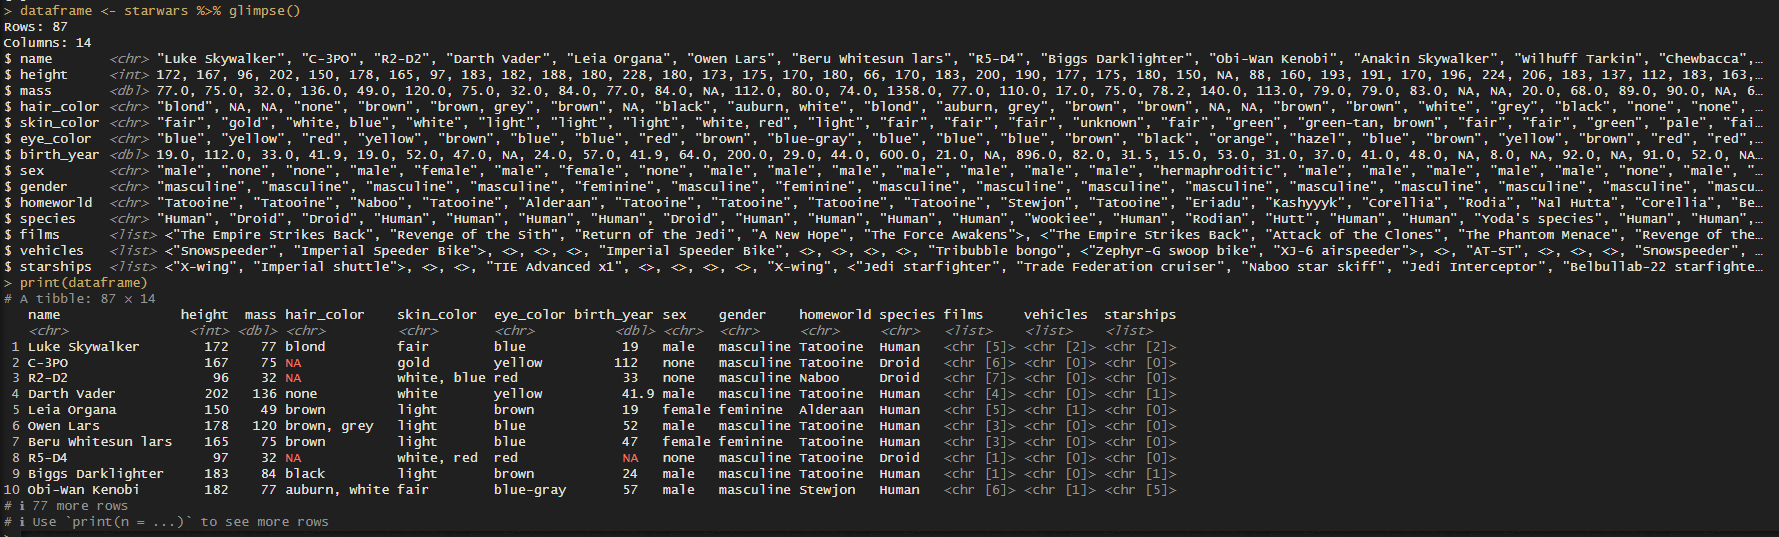 > dataframe <- starwars %>% glimpse()
Rows: 87
Columns: 14
$ name       <chr> "Luke Skywalker", "C-3PO", "R2-D2", "Darth Vader", "Leia Organa", "Owen Lars", "Beru Whitesun lars", "R5-D4", "Biggs Darklighter", "Obi-Wan Kenobi", "Anakin Skywalker", "Wilhuff Tarkin", "Chewbacca",…
$ height     <int> 172, 167, 96, 202, 150, 178, 165, 97, 183, 182, 188, 180, 228, 180, 173, 175, 170, 180, 66, 170, 183, 200, 190, 177, 175, 180, 150, NA, 88, 160, 193, 191, 170, 196, 224, 206, 183, 137, 112, 183, 163,…
$ mass       <dbl> 77.0, 75.0, 32.0, 136.0, 49.0, 120.0, 75.0, 32.0, 84.0, 77.0, 84.0, NA, 112.0, 80.0, 74.0, 1358.0, 77.0, 110.0, 17.0, 75.0, 78.2, 140.0, 113.0, 79.0, 79.0, 83.0, NA, NA, 20.0, 68.0, 89.0, 90.0, NA, 6…
$ hair_color <chr> "blond", NA, NA, "none", "brown", "brown, grey", "brown", NA, "black", "auburn, white", "blond", "auburn, grey", "brown", "brown", NA, NA, "brown", "brown", "white", "grey", "black", "none", "none", …
$ skin_color <chr> "fair", "gold", "white, blue", "white", "light", "light", "light", "white, red", "light", "fair", "fair", "fair", "unknown", "fair", "green", "green-tan, brown", "fair", "fair", "green", "pale", "fai…
$ eye_color  <chr> "blue", "yellow", "red", "yellow", "brown", "blue", "blue", "red", "brown", "blue-gray", "blue", "blue", "blue", "brown", "black", "orange", "hazel", "blue", "brown", "yellow", "brown", "red", "red",…
$ birth_year <dbl> 19.0, 112.0, 33.0, 41.9, 19.0, 52.0, 47.0, NA, 24.0, 57.0, 41.9, 64.0, 200.0, 29.0, 44.0, 600.0, 21.0, NA, 896.0, 82.0, 31.5, 15.0, 53.0, 31.0, 37.0, 41.0, 48.0, NA, 8.0, NA, 92.0, NA, 91.0, 52.0, NA…
$ sex        <chr> "male", "none", "none", "male", "female", "male", "female", "none", "male", "male", "male", "male", "male", "male", "male", "hermaphroditic", "male", "male", "male", "male", "male", "none", "male", "…
$ gender     <chr> "masculine", "masculine", "masculine", "masculine", "feminine", "masculine", "feminine", "masculine", "masculine", "masculine", "masculine", "masculine", "masculine", "masculine", "masculine", "mascu…
$ homeworld  <chr> "Tatooine", "Tatooine", "Naboo", "Tatooine", "Alderaan", "Tatooine", "Tatooine", "Tatooine", "Tatooine", "Stewjon", "Tatooine", "Eriadu", "Kashyyyk", "Corellia", "Rodia", "Nal Hutta", "Corellia", "Be…
$ species    <chr> "Human", "Droid", "Droid", "Human", "Human", "Human", "Human", "Droid", "Human", "Human", "Human", "Human", "Wookiee", "Human", "Rodian", "Hutt", "Human", "Human", "Yoda's species", "Human", "Human",…
$ films      <list> <"The Empire Strikes Back", "Revenge of the Sith", "Return of the Jedi", "A New Hope", "The Force Awakens">, <"The Empire Strikes Back", "Attack of the Clones", "The Phantom Menace", "Revenge of the…
$ vehicles   <list> <"Snowspeeder", "Imperial Speeder Bike">, <>, <>, <>, "Imperial Speeder Bike", <>, <>, <>, <>, "Tribubble bongo", <"Zephyr-G swoop bike", "XJ-6 airspeeder">, <>, "AT-ST", <>, <>, <>, "Snowspeeder", …
$ starships  <list> <"X-wing", "Imperial shuttle">, <>, <>, "TIE Advanced x1", <>, <>, <>, <>, "X-wing", <"Jedi starfighter", "Trade Federation cruiser", "Naboo star skiff", "Jedi Interceptor", "Belbullab-22 starfighte…
> print(dataframe)
# A tibble: 87 × 14
   name               height  mass hair_color    skin_color  eye_color birth_year sex    gender    homeworld species films     vehicles  starships
   <chr>               <int> <dbl> <chr>         <chr>       <chr>          <dbl> <chr>  <chr>     <chr>     <chr>   <list>    <list>    <list>
 1 Luke Skywalker        172    77 blond         fair        blue            19   male   masculine Tatooine  Human   <chr [5]> <chr [2]> <chr [2]>
 2 C-3PO                 167    75 NA            gold        yellow         112   none   masculine Tatooine  Droid   <chr [6]> <chr [0]> <chr [0]>
 3 R2-D2                  96    32 NA            white, blue red             33   none   masculine Naboo     Droid   <chr [7]> <chr [0]> <chr [0]>
 4 Darth Vader           202   136 none          white       yellow          41.9 male   masculine Tatooine  Human   <chr [4]> <chr [0]> <chr [1]>
 5 Leia Organa           150    49 brown         light       brown           19   female feminine  Alderaan  Human   <chr [5]> <chr [1]> <chr [0]>
 6 Owen Lars             178   120 brown, grey   light       blue            52   male   masculine Tatooine  Human   <chr [3]> <chr [0]> <chr [0]>
 7 Beru Whitesun lars    165    75 brown         light       blue            47   female feminine  Tatooine  Human   <chr [3]> <chr [0]> <chr [0]>
 8 R5-D4                  97    32 NA            white, red  red             NA   none   masculine Tatooine  Droid   <chr [1]> <chr [0]> <chr [0]>
 9 Biggs Darklighter     183    84 black         light       brown           24   male   masculine Tatooine  Human   <chr [1]> <chr [0]> <chr [1]>
10 Obi-Wan Kenobi        182    77 auburn, white fair        blue-gray       57   male   masculine Stewjon   Human   <chr [6]> <chr [1]> <chr [5]>
# ℹ 77 more rows
# ℹ Use `print(n = ...)` to see more rows